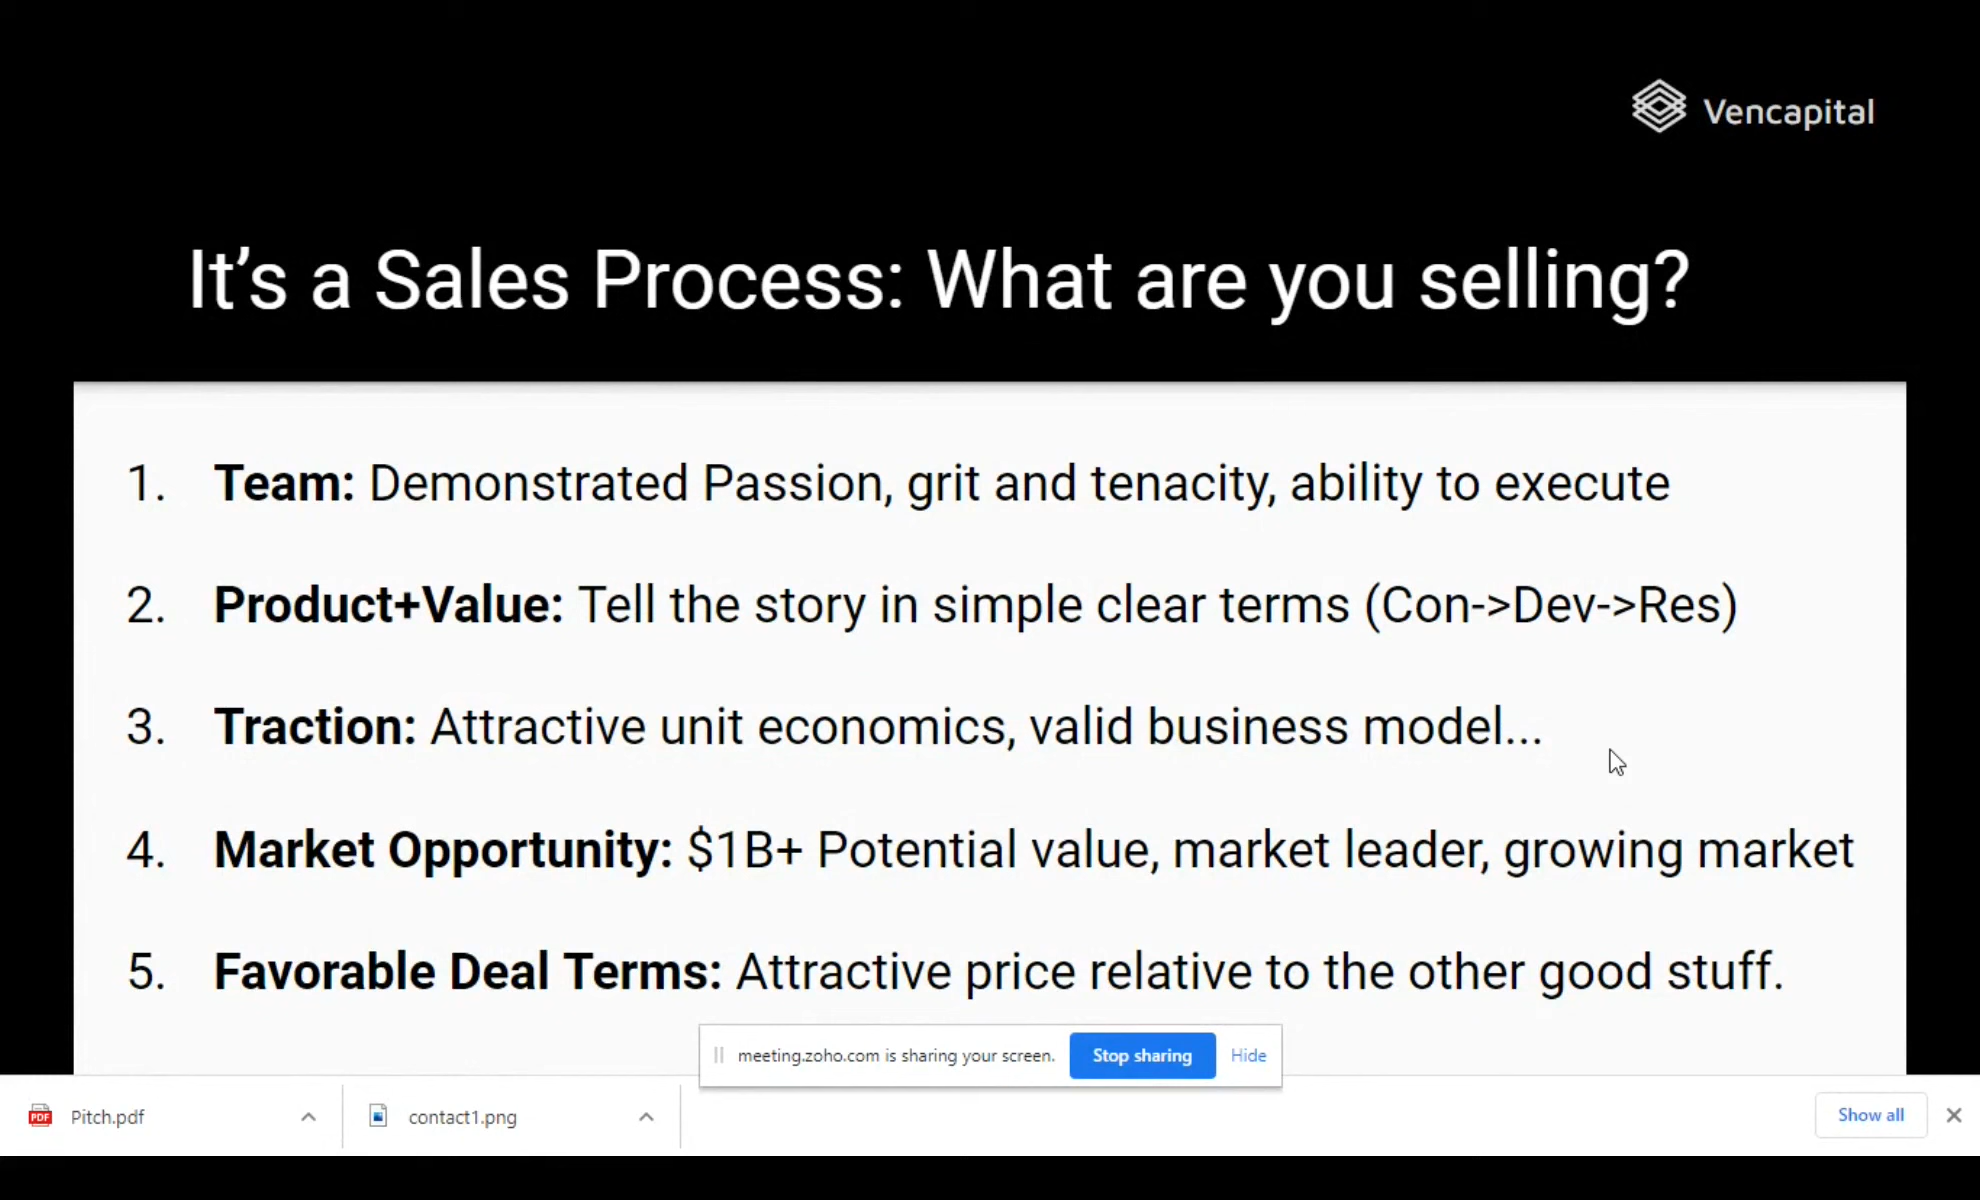 Vencapital
It's a Sales Process: What are you selling?
1. Team: Demonstrated Passion, grit and tenacity, ability to execute
2. Product+Value: Tell the story in simple clear terms (Con->Dev->Res)
3. Traction: Attractive unit economics, valid business model...
4. Market Opportunity: $1B+ Potential value, market leader, growing market
5. Favorable Deal Terms: Attractive price relative to the other good stuff.
meeting.zoho.com is sharing your screen. Stop sharing Hide
PDF Pitch.pdf contact1.png Show all